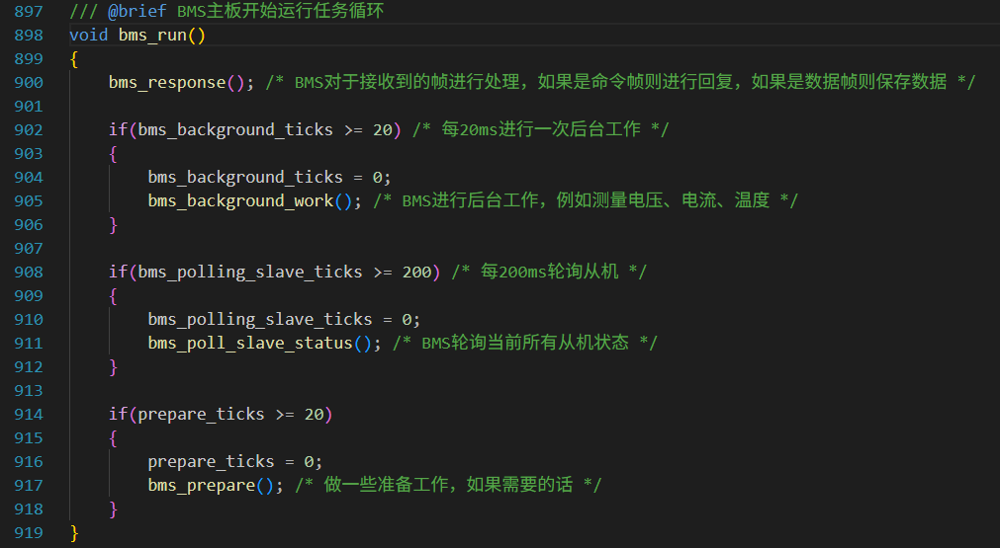 897 /// @brief BMS主板开始运行任务循环
898 void bms_run()
899 {
900 bms_response(); /* BMS对于接收到的帧进行处理，如果是命令帧则进行回复，如果是数据帧则保存数据 */
901
902 if(bms_background_ticks >= 20) /* 每20ms进行一次后台工作 */
903 {
904 bms_background_ticks = 0;
905 bms_background_work(); /* BMS进行后台工作，例如测量电压、电流、温度 */
906 }
907
908 if(bms_polling_slave_ticks >= 200) /* 每200ms轮询从机 */
909 {
910 bms_polling_slave_ticks = 0;
911 bms_poll_slave_status(); /* BMS轮询当前所有从机状态 */
912 }
913
914 if(prepare_ticks >= 20)
915 {
916 prepare_ticks = 0;
917 bms_prepare(); /* 做一些准备工作，如果需要的话 */
918 }
919 }